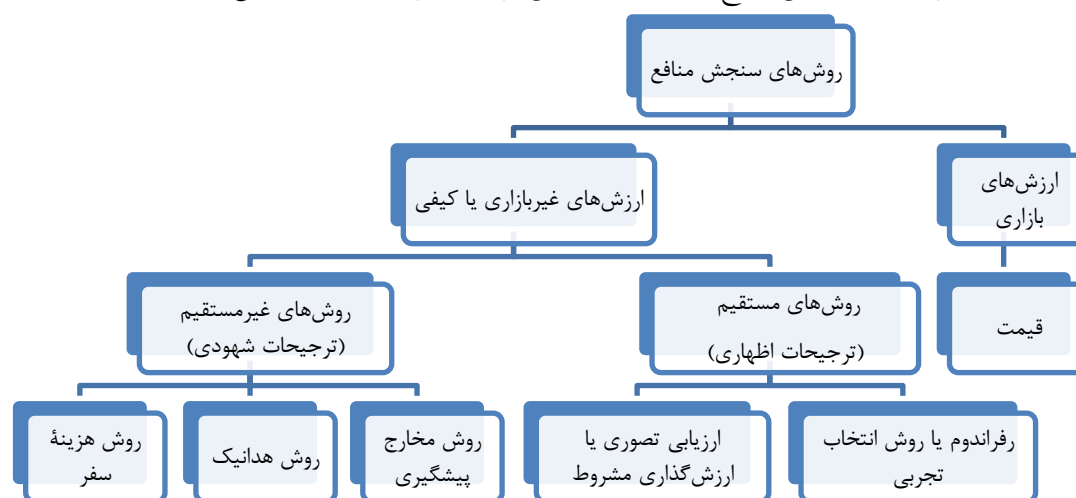 روش‌های سنجش منافع
ارزش‌های
بازاری
ارزش‌های غیربازاری یا کیفی
قیمت
روش‌های مستقیم
(ترجیحات اظهاری)
روش‌های غیرمستقیم
(ترجیحات شهودی)
رفراندوم یا روش انتخاب
تجربی
ارزیابی تصوری یا
ارزش‌گذاری مشروط
روش مخارج
پیشگیری
روش هدانیک
روش هزینهٔ
سفر